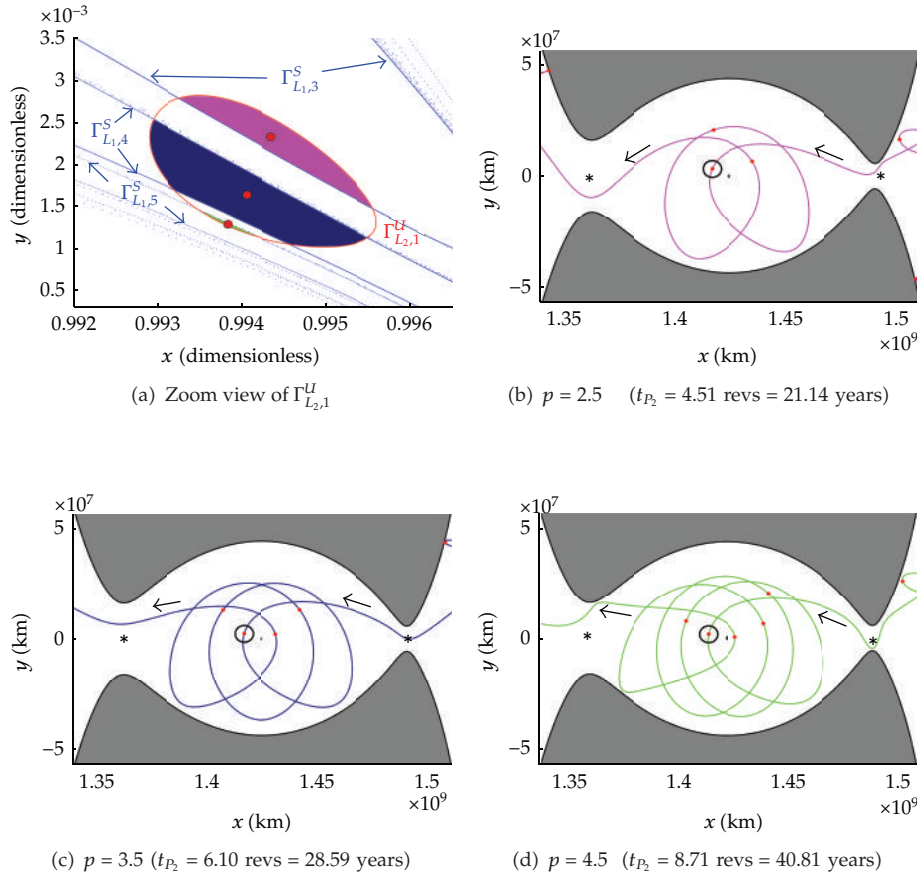 ×10⁻³
3.5
3
2.5
2
1.5
1
0.5
y (dimensionless)
Γ^S_{L₁,3}
Γ^S_{L₁,4}
Γ^S_{L₁,5}
Γ^U_{L₂,1}
0.992 0.993 0.994 0.995 0.996
x (dimensionless)
(a) Zoom view of Γ^U_{L₂,1}
×10⁷
5
0
−5
y (km)
*
*
1.35 1.4 1.45 1.5
×10⁹
x (km)
(b) p = 2.5 (t_{P₂} = 4.51 revs = 21.14 years)
×10⁷
5
0
−5
y (km)
*
*
1.35 1.4 1.45 1.5
×10⁹
x (km)
(c) p = 3.5 (t_{P₂} = 6.10 revs = 28.59 years)
×10⁷
5
0
−5
y (km)
*
*
1.35 1.4 1.45 1.5
×10⁹
x (km)
(d) p = 4.5 (t_{P₂} = 8.71 revs = 40.81 years)